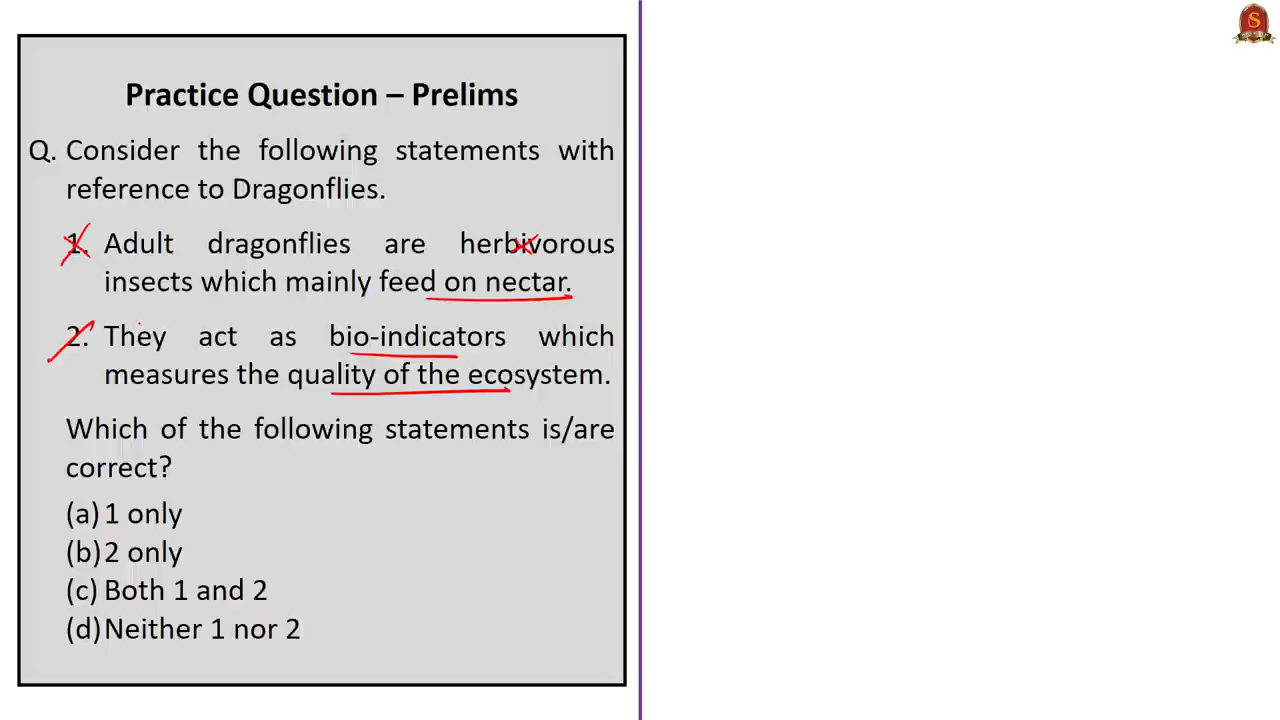 S
Practice Question – Prelims
Q. Consider the following statements with
reference to Dragonflies.
1. Adult dragonflies are herbivorous
insects which mainly feed on nectar.
2. They act as bio-indicators which
measures the quality of the ecosystem.
Which of the following statements is/are
correct?
(a) 1 only
(b) 2 only
(c) Both 1 and 2
(d) Neither 1 nor 2